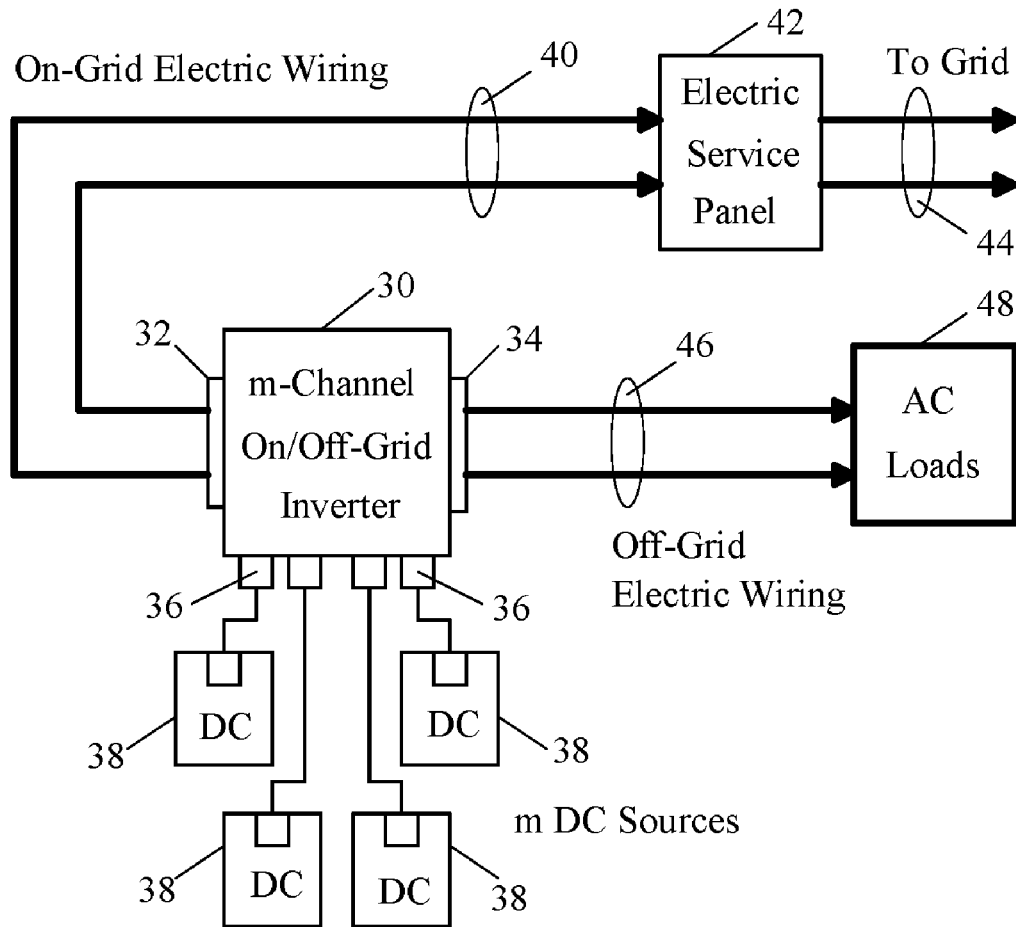 42
40
On-Grid Electric Wiring
To Grid
Electric
Service
Panel
44
30
48
32
34
46
m-Channel
On/Off-Grid
Inverter
AC
Loads
Off-Grid
Electric Wiring
36
36
DC
DC
38
38
m DC Sources
38
DC
DC
38